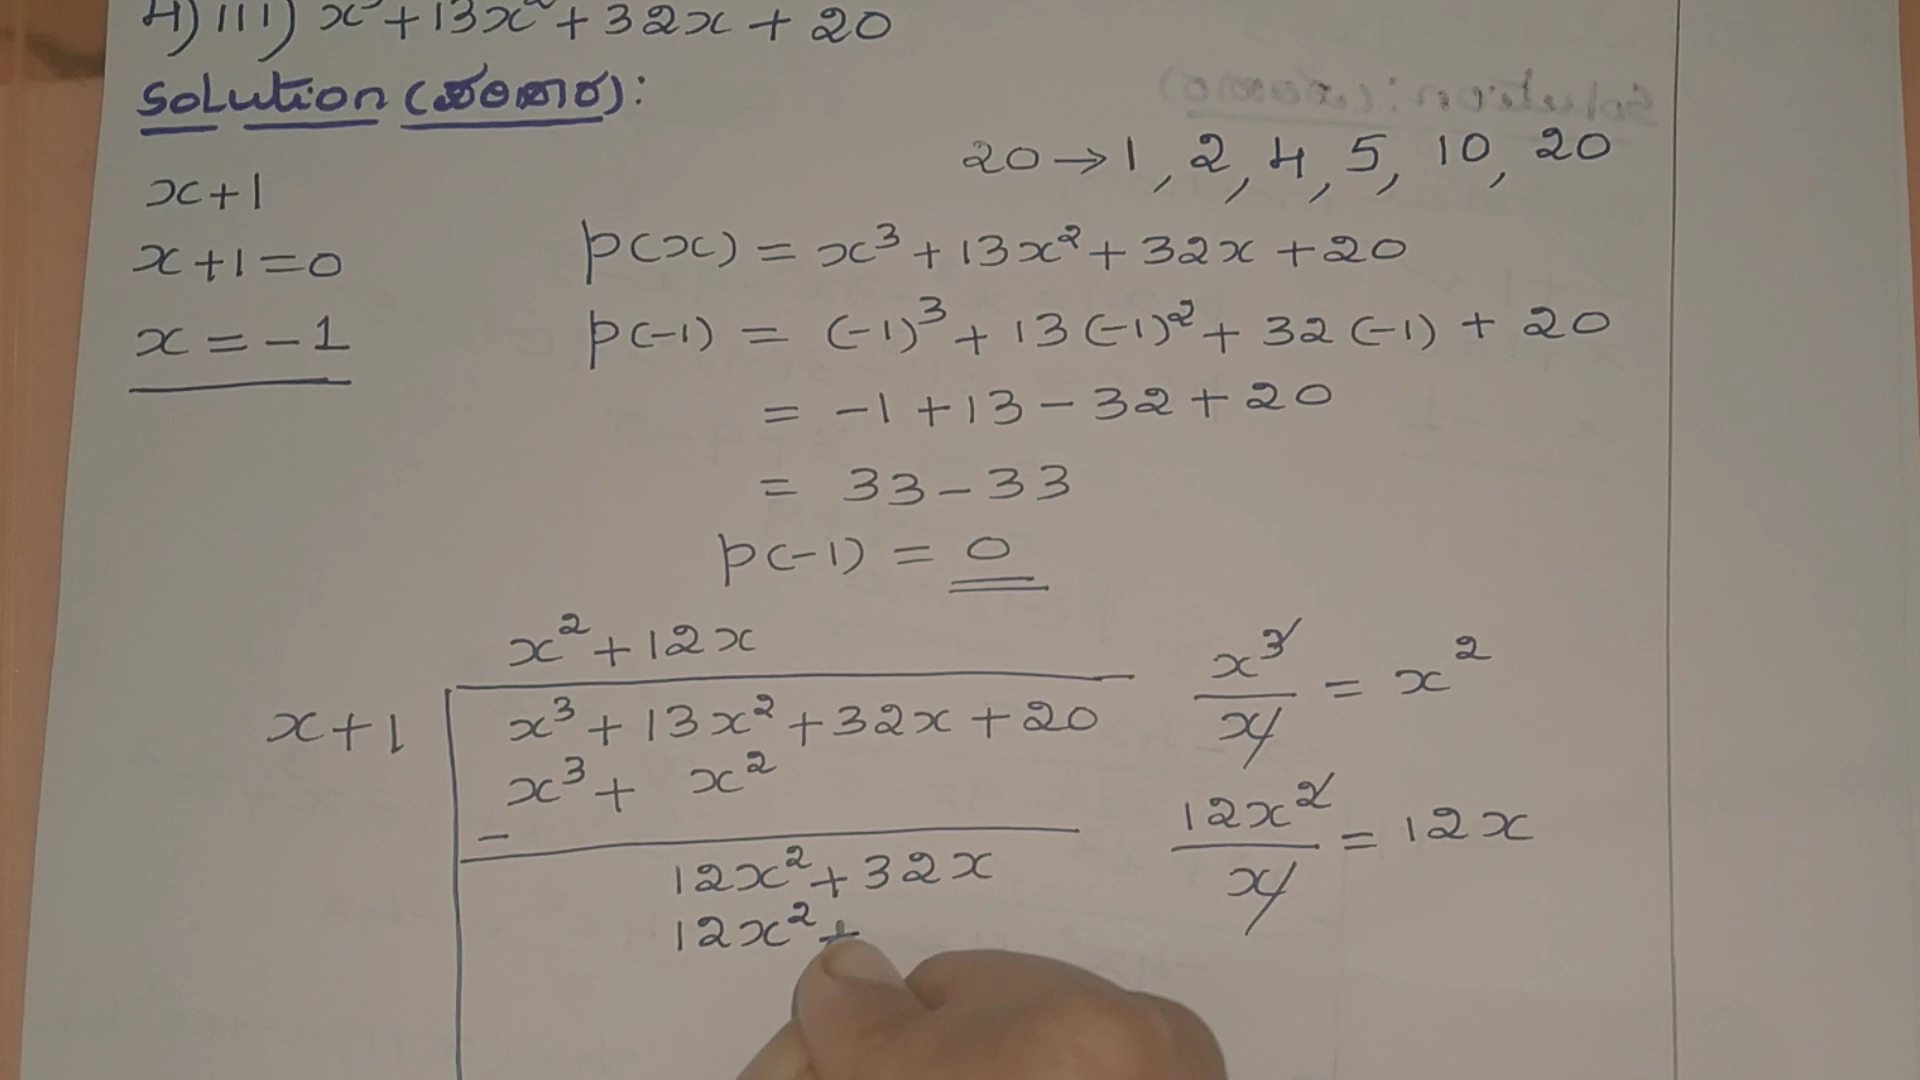 4) iii) x³ + 13x² + 32x + 20
Solution (ಪರಿಹಾರ):
20 → 1, 2, 4, 5, 10, 20
x+1
x+1=0
x = -1
p(x) = x³ + 13x² + 32x + 20
p(-1) = (-1)³ + 13(-1)² + 32(-1) + 20
= -1 + 13 - 32 + 20
= 33 - 33
p(-1) = 0
x² + 12x
x+1 x³ + 13x² + 32x + 20
x³ + x²
-
12x² + 32x
12x² +
x³/x = x²
12x²/x = 12x